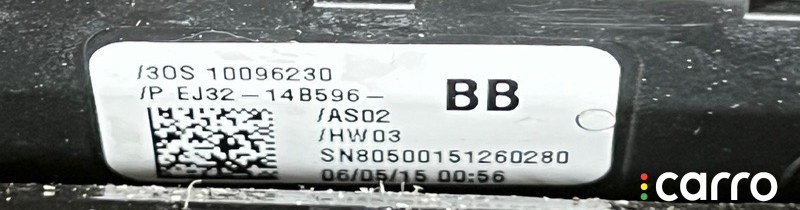 /30S 10096230
/P EJ32-14B596-
BB
/AS02
/HW03
SN80500151260280
06/05/15 00:56
carro